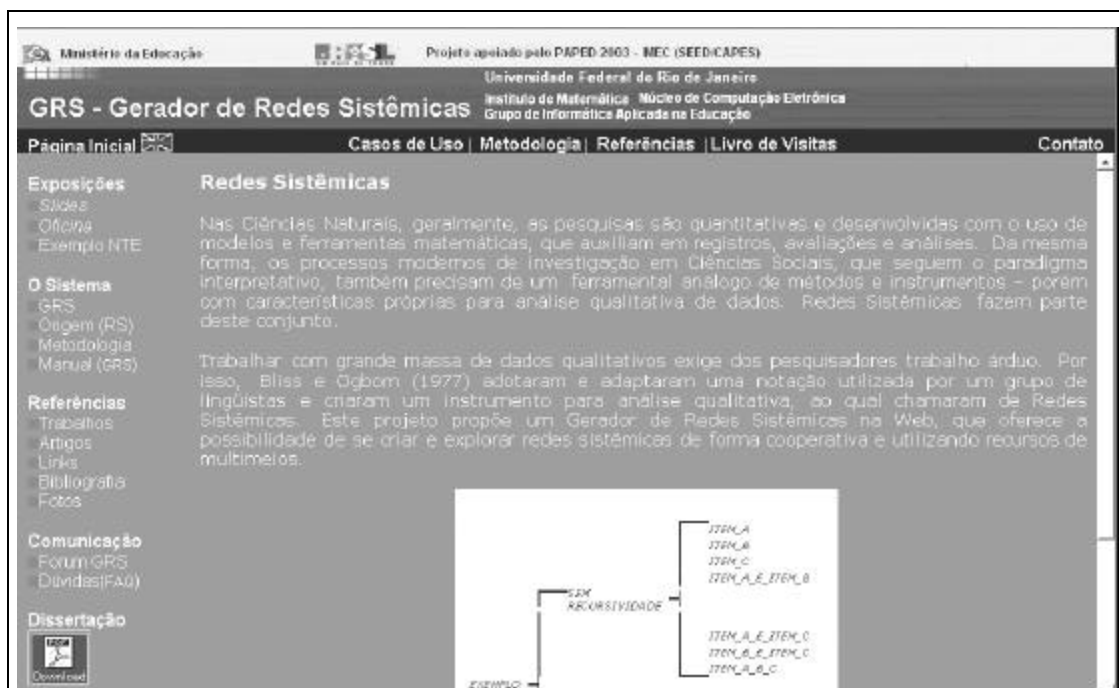 Ministério da Educação
BRASIL
Projeto apoiado pelo PAPED 2003 - MEC (SEED/CAPES)
Universidade Federal do Rio de Janeiro
GRS - Gerador de Redes Sistêmicas
Instituto de Matemática Núcleo de Computação Eletrônica
Grupo de Informática Aplicada na Educação
Página Inicial
Casos de Uso | Metodologia | Referências | Livro de Visitas
Contato
Exposições
Slides
Oficina
Exemplo NTE
O Sistema
GRS
Origem (RS)
Metodologia
Manual (GRS)
Referências
Trabalhos
Artigos
Links
Bibliografia
Fotos
Comunicação
Forum GRS
Dúvidas(FAQ)
Dissertação
Download
Redes Sistêmicas
Nas Ciências Naturais, geralmente, as pesquisas são quantitativas e desenvolvidas com o uso de
modelos e ferramentas matemáticas, que auxiliam em registros, avaliações e análises. Da mesma
forma, os processos modernos de investigação em Ciências Sociais, que seguem o paradigma
interpretativo, também precisam de um ferramental análogo de métodos e instrumentos – porém
com características próprias para análise qualitativa de dados. Redes Sistêmicas fazem parte
deste conjunto.
Trabalhar com grande massa de dados qualitativos exige dos pesquisadores trabalho árduo. Por
isso, Bliss e Ogborn (1977) adotaram e adaptaram uma notação utilizada por um grupo de
lingüistas e criaram um instrumento para análise qualitativa, ao qual chamaram de Redes
Sistêmicas. Este projeto propõe um Gerador de Redes Sistêmicas na Web, que oferece a
possibilidade de se criar e explorar redes sistêmicas de forma cooperativa e utilizando recursos de
multimeios.
ITEM_A
ITEM_B
ITEM_C
ITEM_A_E_ITEM_B
SEM
RECURSIVIDADE
ITEM_A_E_ITEM_C
ITEM_B_E_ITEM_C
ITEM_A_B_C
EXEMPLO